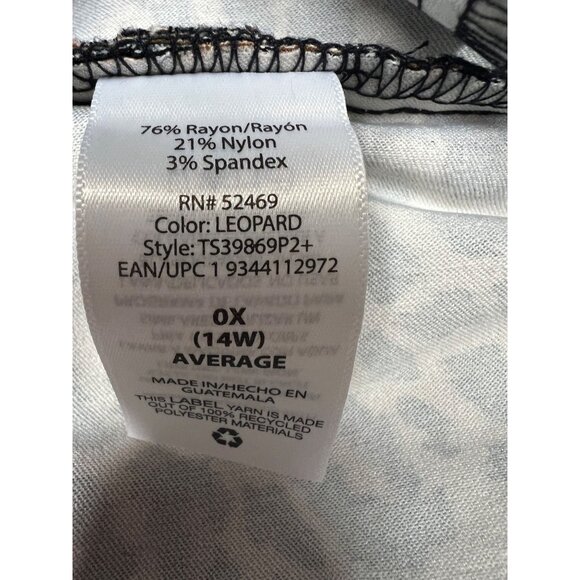 76% Rayon/Rayón
21% Nylon
3% Spandex
RN# 52469
Color: LEOPARD
Style: TS39869P2+
EAN/UPC 1 9344112972
0X
(14W)
AVERAGE
MADE IN/HECHO EN
GUATEMALA
THIS LABEL YARN IS MADE
OUT OF 100% RECYCLED
POLYESTER MATERIALS